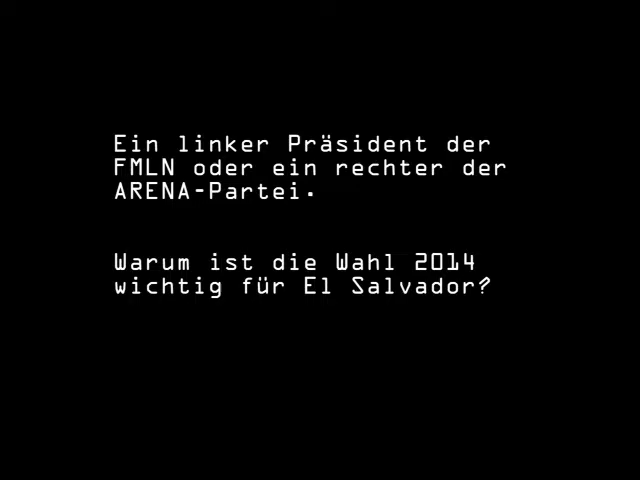 Ein linker Präsident der
FMLN oder ein rechter der
ARENA-Partei.
Warum ist die Wahl 2014
wichtig für El Salvador?